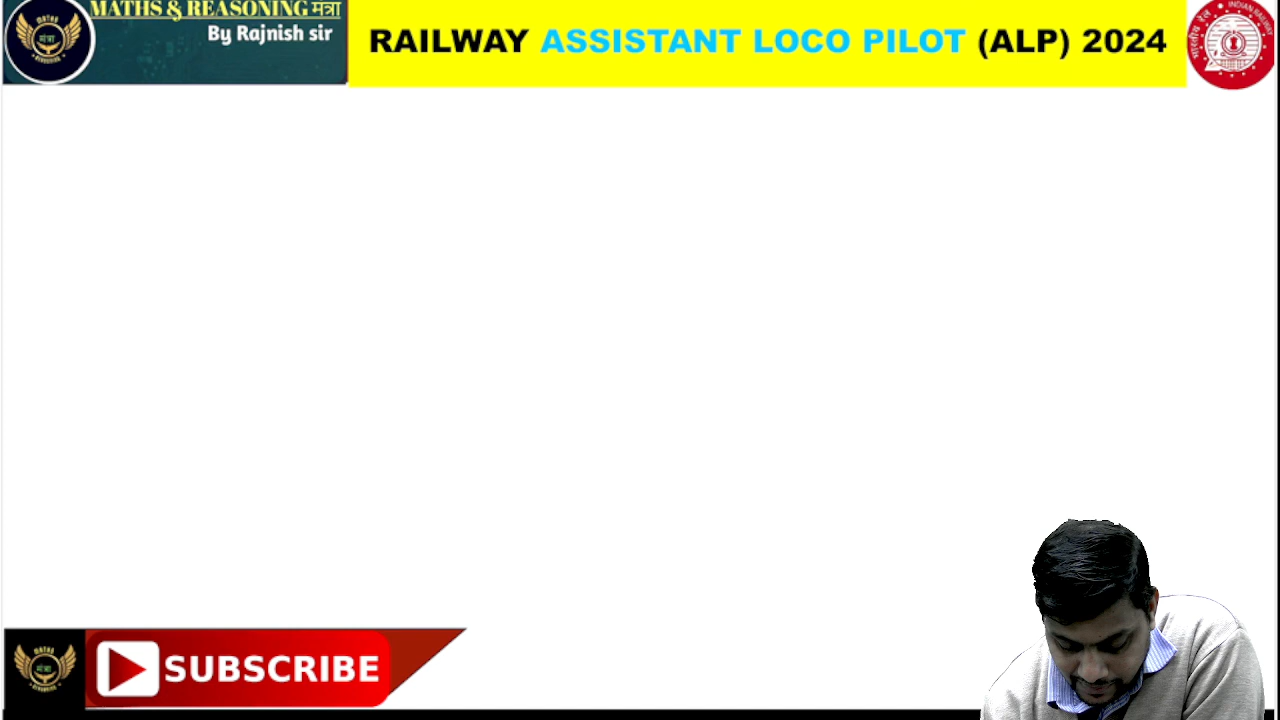 MATHS & REASONING मंत्रा
By Rajnish sir
RAILWAY ASSISTANT LOCO PILOT (ALP) 2024
SUBSCRIBE